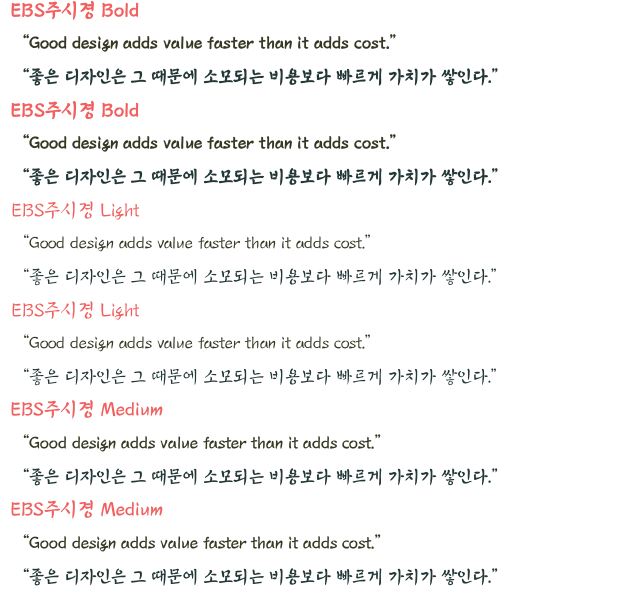 EBS주시경 Bold
“Good design adds value faster than it adds cost.”
“좋은 디자인은 그 때문에 소모되는 비용보다 빠르게 가치가 쌓인다.”
EBS주시경 Bold
“Good design adds value faster than it adds cost.”
“좋은 디자인은 그 때문에 소모되는 비용보다 빠르게 가치가 쌓인다.”
EBS주시경 Light
“Good design adds value faster than it adds cost.”
“좋은 디자인은 그 때문에 소모되는 비용보다 빠르게 가치가 쌓인다.”
EBS주시경 Light
“Good design adds value faster than it adds cost.”
“좋은 디자인은 그 때문에 소모되는 비용보다 빠르게 가치가 쌓인다.”
EBS주시경 Medium
“Good design adds value faster than it adds cost.”
“좋은 디자인은 그 때문에 소모되는 비용보다 빠르게 가치가 쌓인다.”
EBS주시경 Medium
“Good design adds value faster than it adds cost.”
“좋은 디자인은 그 때문에 소모되는 비용보다 빠르게 가치가 쌓인다.”